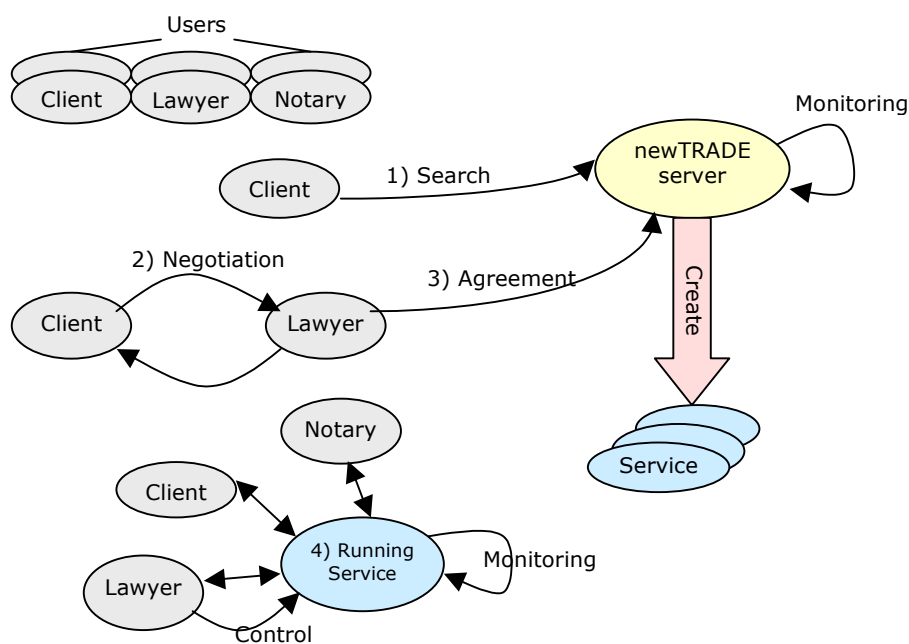 Users
Client
Lawyer
Notary
Monitoring
newTRADE
server
1) Search
Client
2) Negotiation
3) Agreement
Create
Client
Lawyer
Notary
Service
Client
4) Running
Service
Monitoring
Lawyer
Control